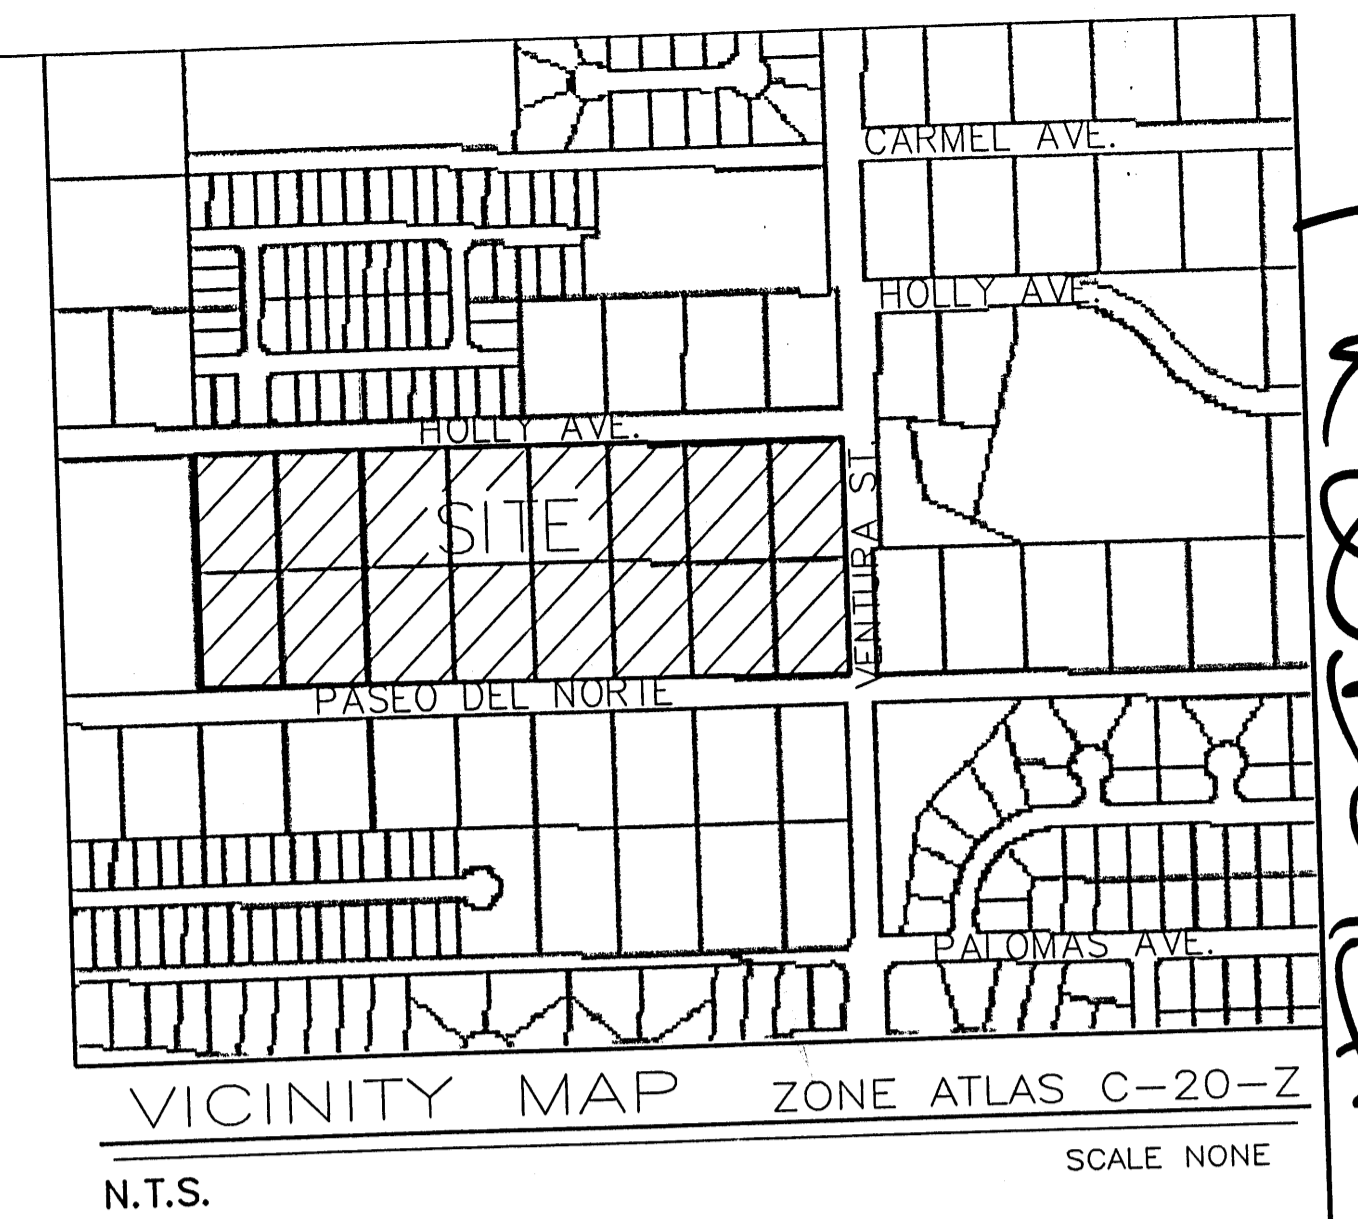 CARMEL AVE.
HOLLY AVE.
HOLLY AVE.
SITE
VENTURA ST.
PASEO DEL NORTE
PALOMAS AVE.
VICINITY MAP ZONE ATLAS C-20-Z
SCALE NONE
N.T.S.